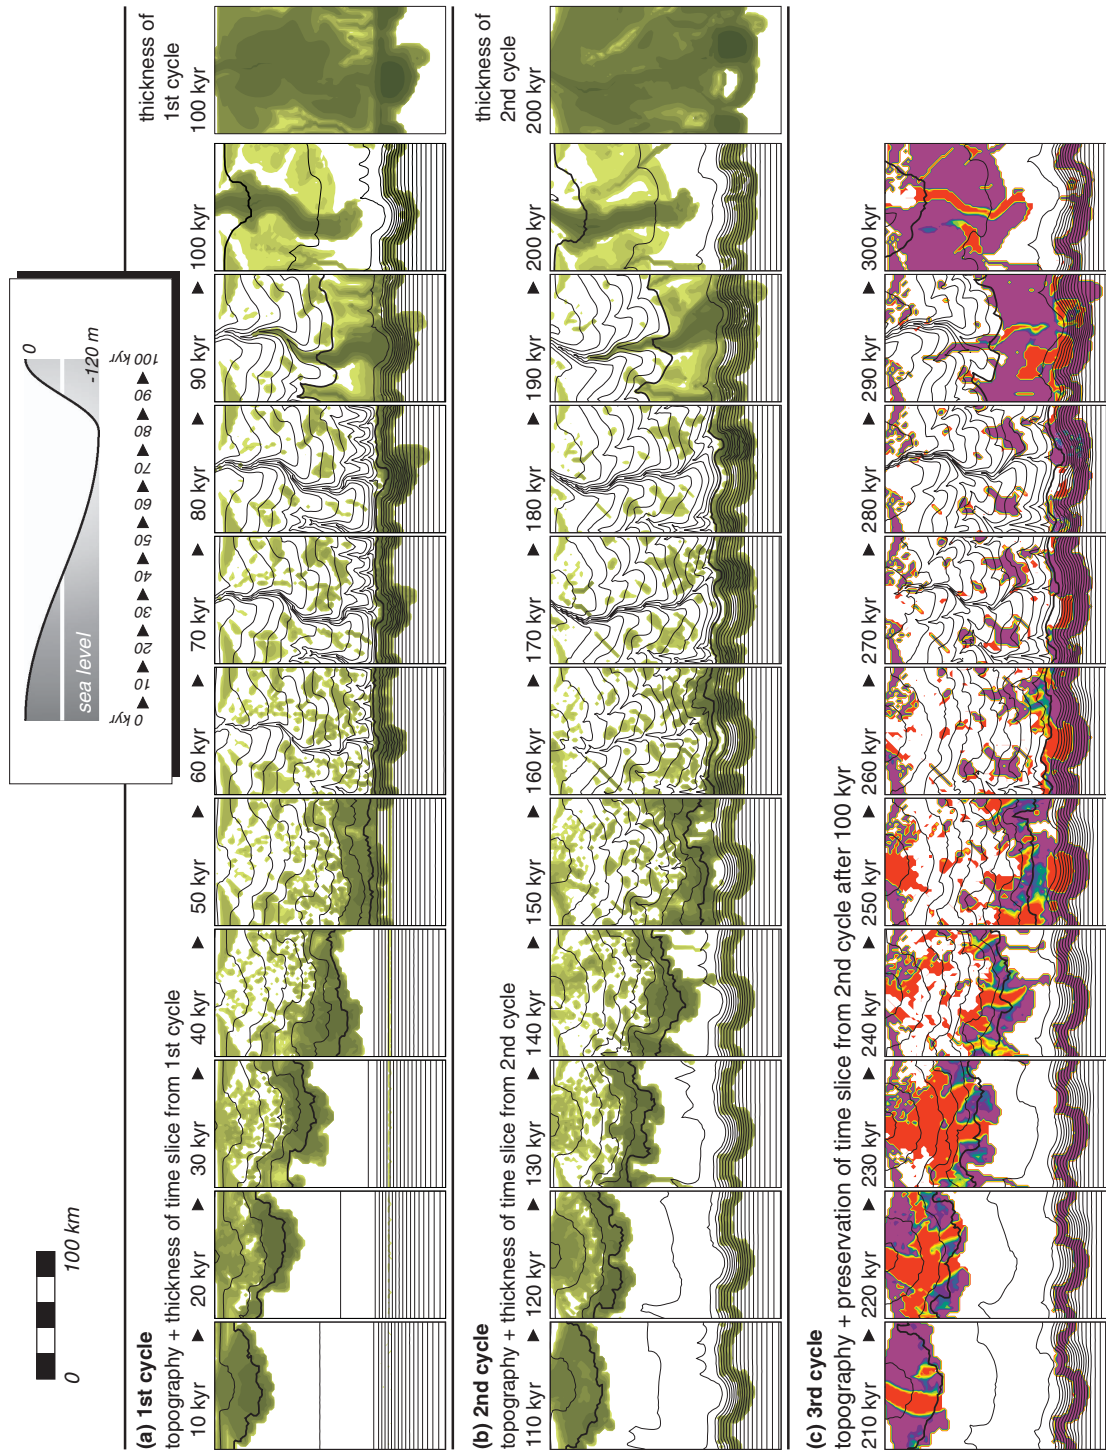 0 100 km
0
-120 m
sea level
0 kyr 10 20 30 40 50 60 70 80 90 100 kyr
(a) 1st cycle
topography + thickness of time slice from 1st cycle
10 kyr 20 kyr 30 kyr 40 kyr 50 kyr 60 kyr 70 kyr 80 kyr 90 kyr 100 kyr
thickness of
1st cycle
100 kyr
(b) 2nd cycle
topography + thickness of time slice from 2nd cycle
110 kyr 120 kyr 130 kyr 140 kyr 150 kyr 160 kyr 170 kyr 180 kyr 190 kyr 200 kyr
thickness of
2nd cycle
200 kyr
(c) 3rd cycle
topography + preservation of time slice from 2nd cycle after 100 kyr
210 kyr 220 kyr 230 kyr 240 kyr 250 kyr 260 kyr 270 kyr 280 kyr 290 kyr 300 kyr